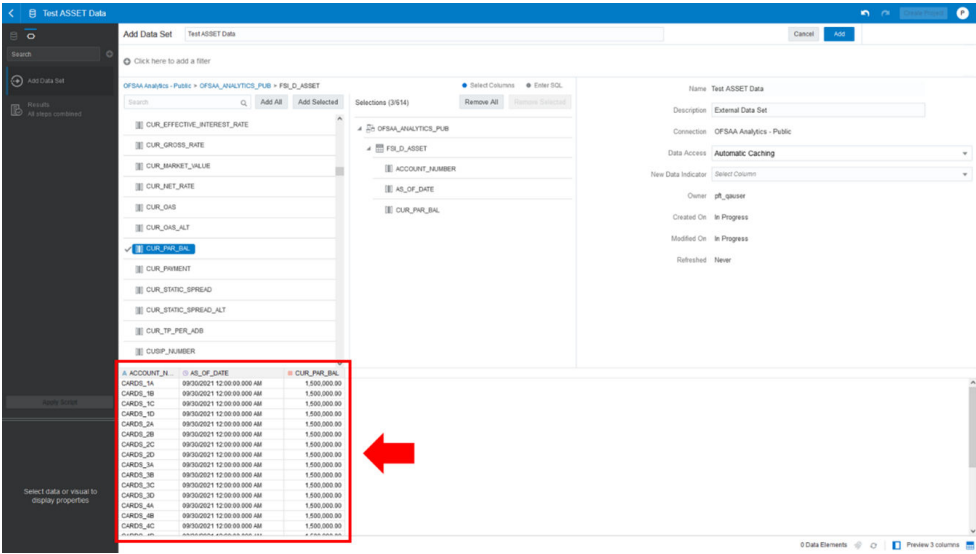 Test ASSET Data
Create Project
P
Search
Add Data Set
Results
All steps combined
Apply Script
Select data or visual to
display properties
Add Data Set Test ASSET Data
Cancel Add
Click here to add a filter
OFSAA Analytics - Public > OFSAA_ANALYTICS_PUB > FSI_D_ASSET
Select Columns Enter SQL
Search Add All Add Selected Selections (3/614) Remove All Remove Selected
CUR_EFFECTIVE_INTEREST_RATE
CUR_GROSS_RATE
CUR_MARKET_VALUE
CUR_NET_RATE
CUR_OAS
CUR_OAS_ALT
CUR_PAR_BAL
CUR_PAYMENT
CUR_STATIC_SPREAD
CUR_STATIC_SPREAD_ALT
CUR_TP_PER_ADB
CUSIP_NUMBER
OFSAA_ANALYTICS_PUB
FSI_D_ASSET
ACCOUNT_NUMBER
AS_OF_DATE
CUR_PAR_BAL
Name Test ASSET Data
Description External Data Set
Connection OFSAA Analytics - Public
Data Access Automatic Caching
New Data Indicator Select Column
Owner pft_qauser
Created On In Progress
Modified On In Progress
Refreshed Never
A ACCOUNT_N... AS_OF_DATE # CUR_PAR_BAL
CARDS_1A 09/30/2021 12:00:00.000 AM 1,500,000.00
CARDS_1B 09/30/2021 12:00:00.000 AM 1,500,000.00
CARDS_1C 09/30/2021 12:00:00.000 AM 1,500,000.00
CARDS_1D 09/30/2021 12:00:00.000 AM 1,500,000.00
CARDS_2A 09/30/2021 12:00:00.000 AM 1,500,000.00
CARDS_2B 09/30/2021 12:00:00.000 AM 1,500,000.00
CARDS_2C 09/30/2021 12:00:00.000 AM 1,500,000.00
CARDS_2D 09/30/2021 12:00:00.000 AM 1,500,000.00
CARDS_3A 09/30/2021 12:00:00.000 AM 1,500,000.00
CARDS_3B 09/30/2021 12:00:00.000 AM 1,500,000.00
CARDS_3C 09/30/2021 12:00:00.000 AM 1,500,000.00
CARDS_3D 09/30/2021 12:00:00.000 AM 1,500,000.00
CARDS_4A 09/30/2021 12:00:00.000 AM 1,500,000.00
CARDS_4B 09/30/2021 12:00:00.000 AM 1,500,000.00
CARDS_4C 09/30/2021 12:00:00.000 AM 1,500,000.00
0 Data Elements Preview 3 columns